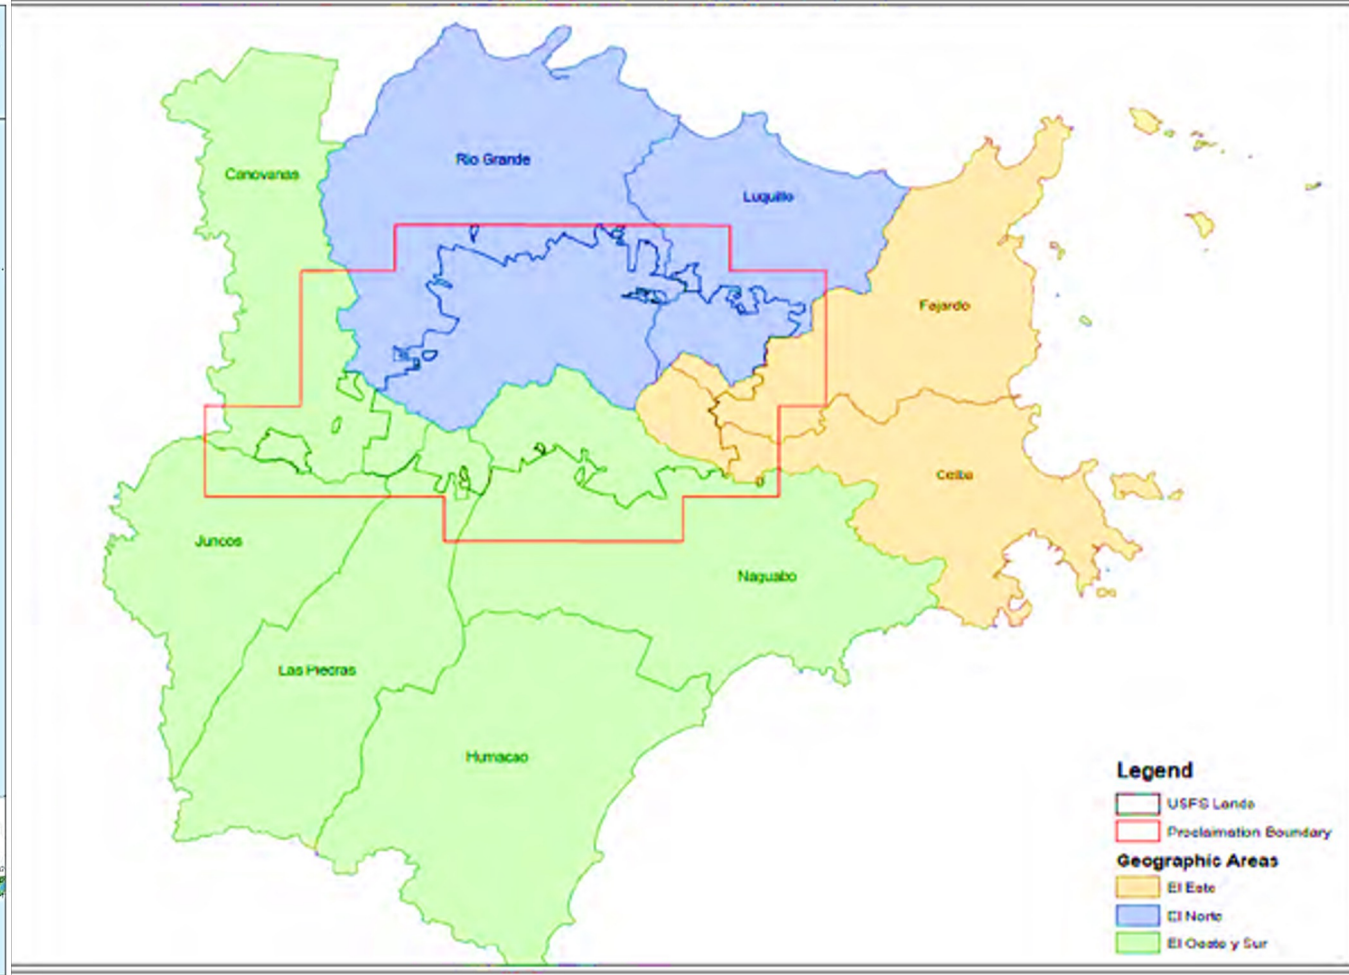 Rio Grande
Canovanas
Luquillo
Fajardo
Ceiba
Juncos
Naguabo
Las Piedras
Humacao
Legend
USFS Lands
Proclaimation Boundary
Geographic Areas
El Este
El Norte
El Oeste y Sur